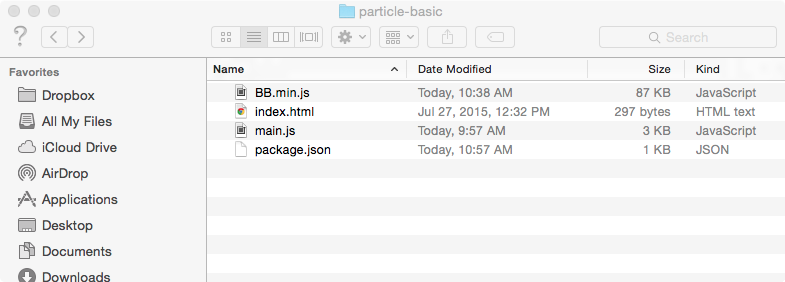 particle-basic
?
Search
Favorites
Dropbox
All My Files
iCloud Drive
AirDrop
Applications
Desktop
Documents
Downloads
Name Date Modified Size Kind
BB.min.js Today, 10:38 AM 87 KB JavaScript
index.html Jul 27, 2015, 12:32 PM 297 bytes HTML text
main.js Today, 9:57 AM 3 KB JavaScript
package.json Today, 10:57 AM 1 KB JSON